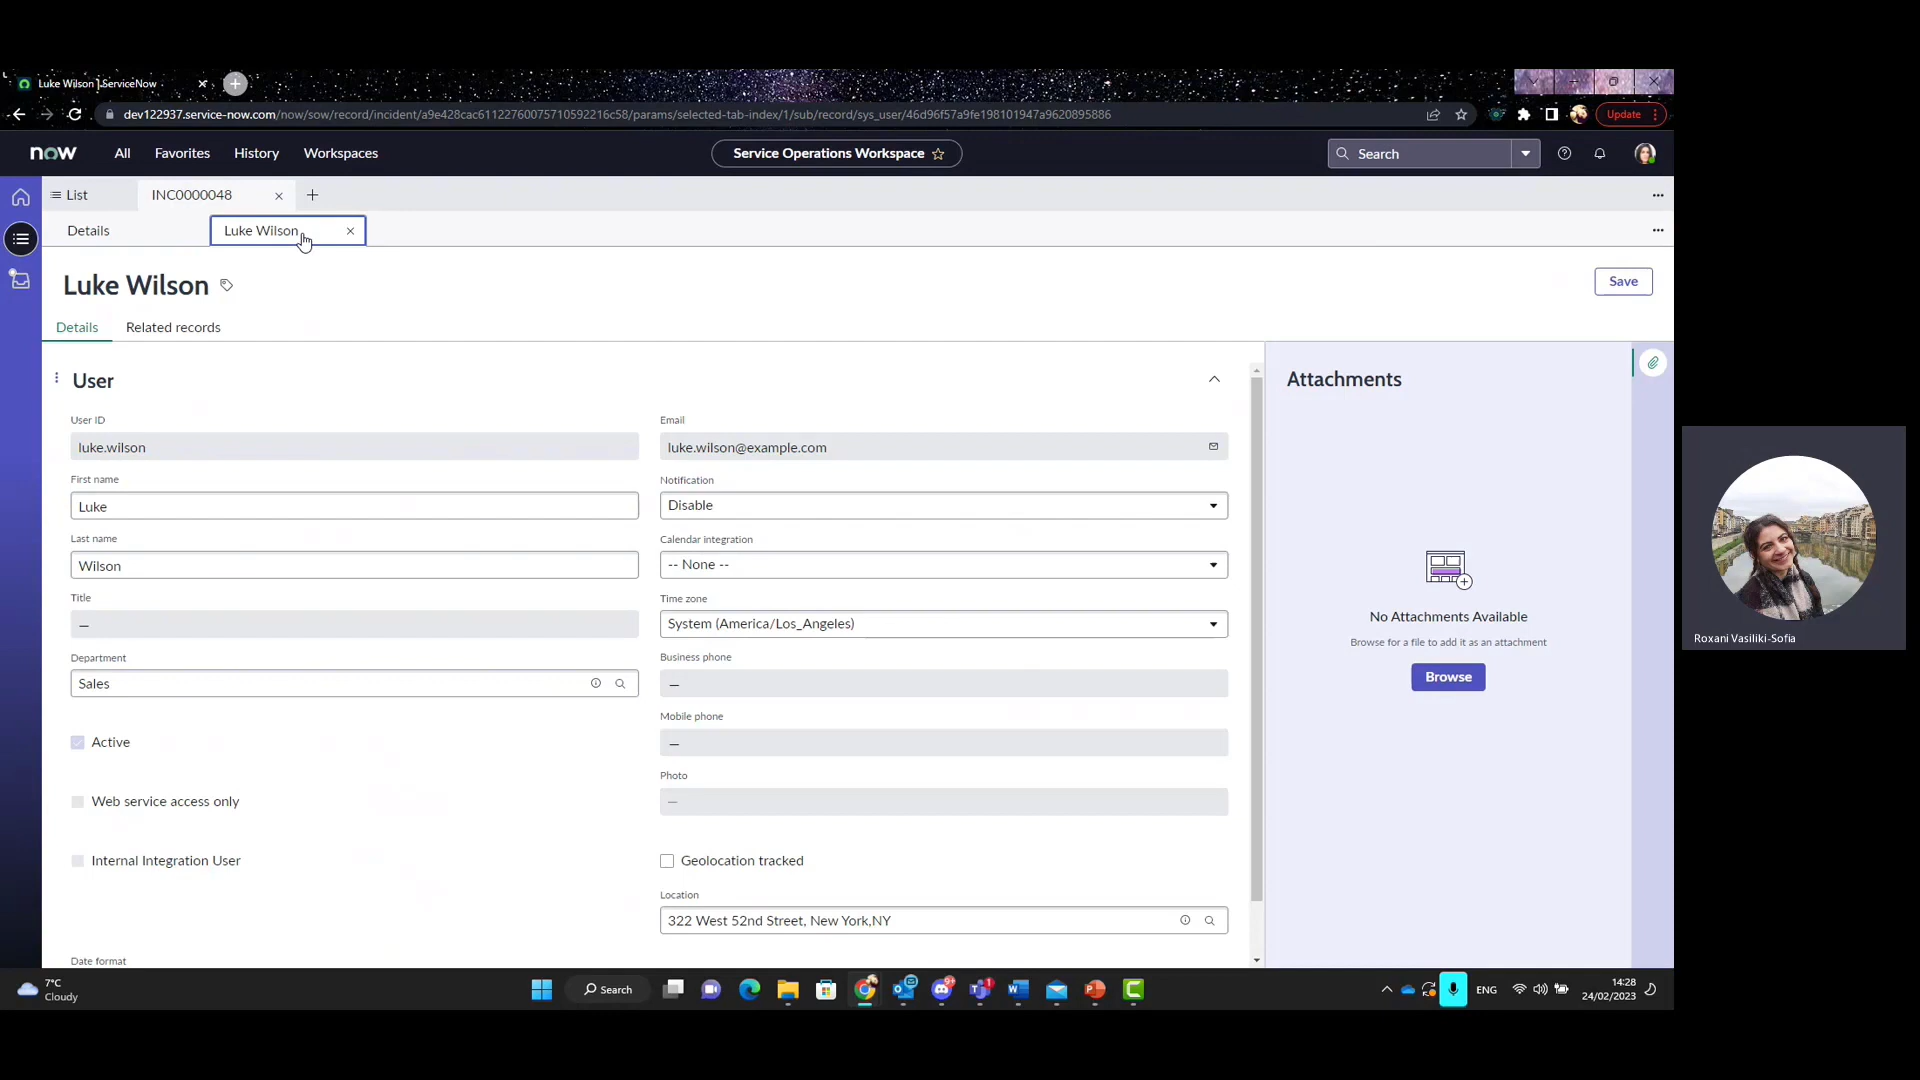 Luke Wilson | ServiceNow
dev122937.service-now.com/now/sow/record/incident/a9e428cac61122760075710592216c58/params/selected-tab-index/1/sub/record/sys_user/46d96f57a9fe198101947a9620895886
Update
now All Favorites History Workspaces Service Operations Workspace Search
List INC0000048
Details Luke Wilson
Luke Wilson
Save
Details Related records
User
Attachments
User ID
luke.wilson
Email
luke.wilson@example.com
First name
Luke
Notification
Disable
Last name
Wilson
Calendar integration
-- None --
Title
—
Time zone
System (America/Los_Angeles)
Department
Sales
Business phone
—
Mobile phone
—
Active
Photo
—
Web service access only
Internal Integration User
Geolocation tracked
Location
322 West 52nd Street, New York,NY
Date format
No Attachments Available
Browse for a file to add it as an attachment
Browse
Roxani Vasiliki-Sofia
7°C
Cloudy
Search
ENG
14:28
24/02/2023